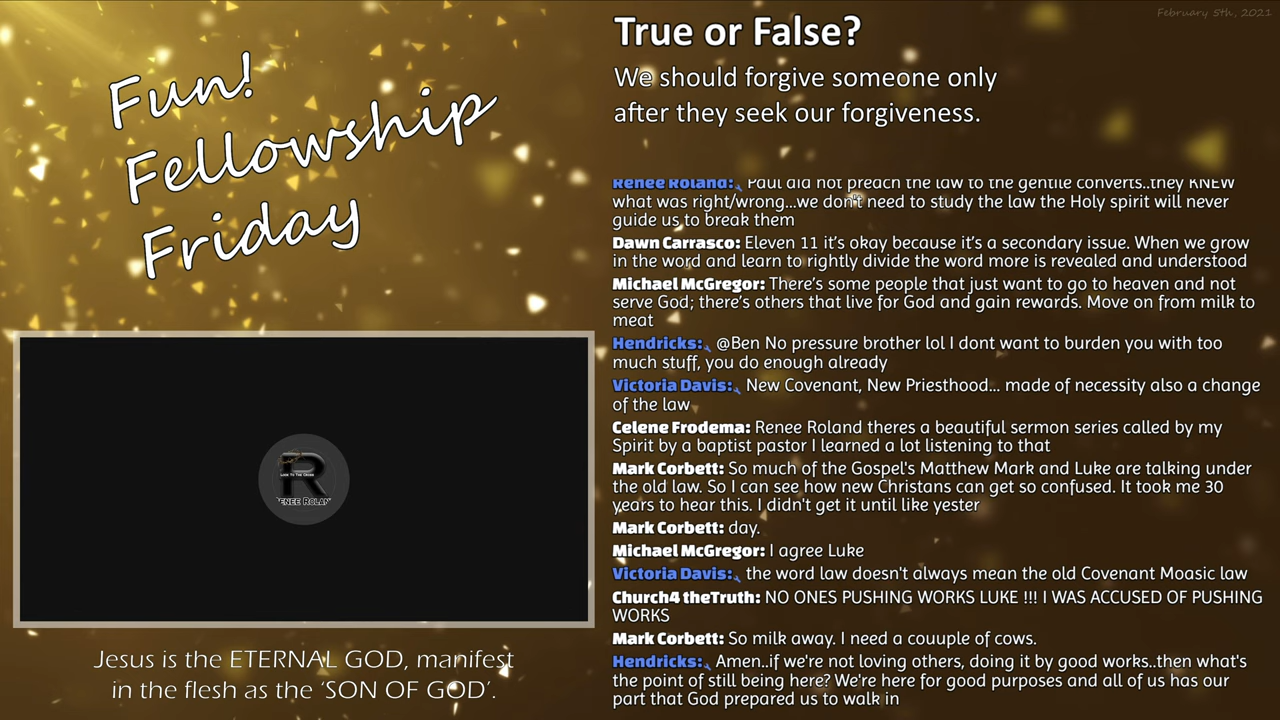 February 5th, 2021
Fun!
Fellowship
Friday
True or False?
We should forgive someone only
after they seek our forgiveness.
Renee Roland: Paul did not preach the law to the gentile converts..they KNEW
what was right/wrong...we don't need to study the law the Holy spirit will never
guide us to break them
Dawn Carrasco: Eleven 11 it's okay because it's a secondary issue. When we grow
in the word and learn to rightly divide the word more is revealed and understood
Michael McGregor: There's some people that just want to go to heaven and not
serve God; there's others that live for God and gain rewards. Move on from milk to
meat
Hendricks: @Ben No pressure brother lol I dont want to burden you with too
much stuff, you do enough already
Victoria Davis: New Covenant, New Priesthood... made of necessity also a change
of the law
Celene Frodema: Renee Roland theres a beautiful sermon series called by my
Spirit by a baptist pastor I learned a lot listening to that
Mark Corbett: So much of the Gospel's Matthew Mark and Luke are talking under
the old law. So I can see how new Christans can get so confused. It took me 30
years to hear this. I didn't get it until like yester
Mark Corbett: day.
Michael McGregor: I agree Luke
Victoria Davis: the word law doesn't always mean the old Covenant Moasic law
Church4 theTruth: NO ONES PUSHING WORKS LUKE !!! I WAS ACCUSED OF PUSHING
WORKS
Mark Corbett: So milk away. I need a couuple of cows.
Hendricks: Amen..if we're not loving others, doing it by good works..then what's
the point of still being here? We're here for good purposes and all of us has our
part that God prepared us to walk in
R
LOOK TO THE CROSS
RENEE ROLAN
Jesus is the ETERNAL GOD, manifest
in the flesh as the 'SON OF GOD'.